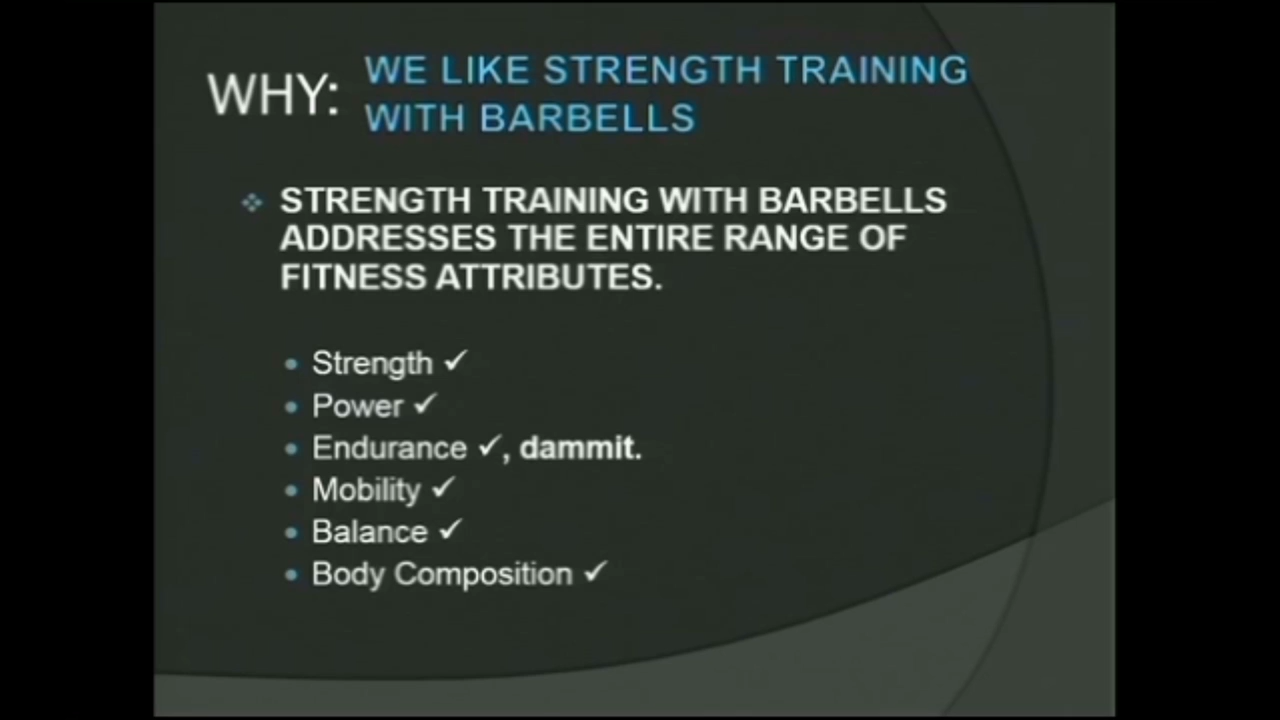 WHY: WE LIKE STRENGTH TRAINING
WITH BARBELLS
STRENGTH TRAINING WITH BARBELLS
ADDRESSES THE ENTIRE RANGE OF
FITNESS ATTRIBUTES.
Strength ✓
Power ✓
Endurance ✓, dammit.
Mobility ✓
Balance ✓
Body Composition ✓